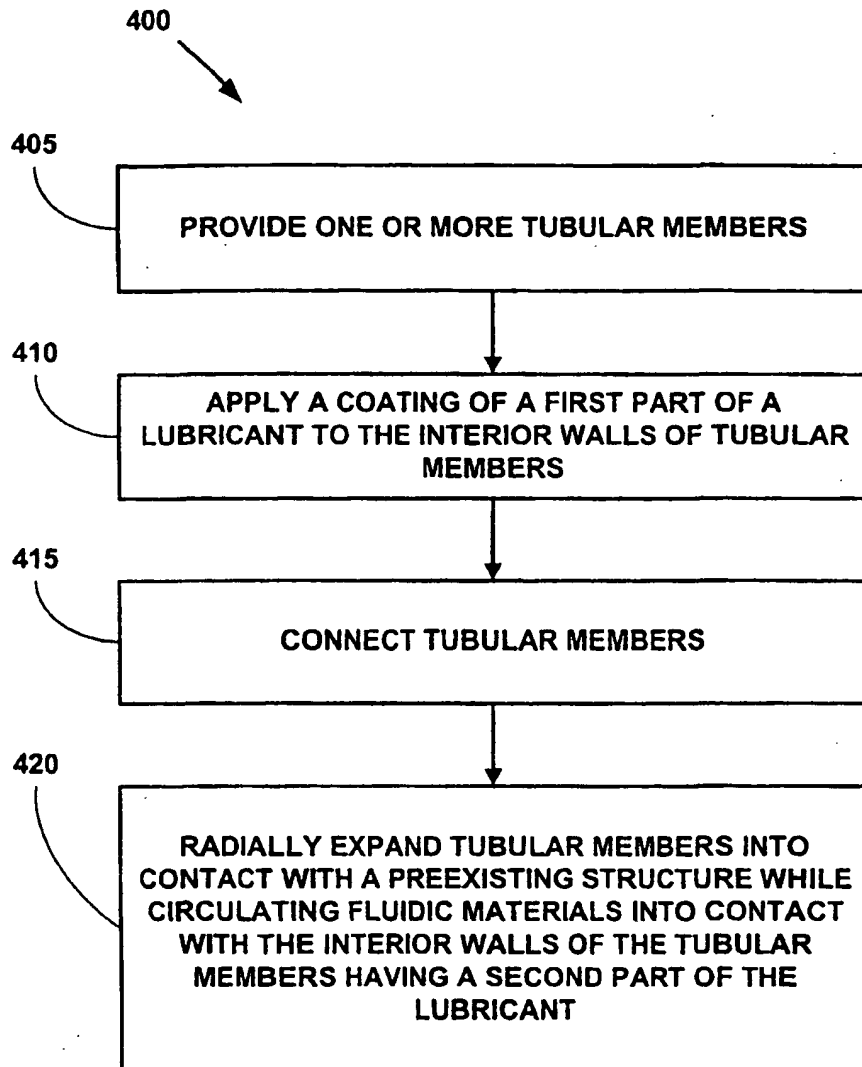 400
405
PROVIDE ONE OR MORE TUBULAR MEMBERS
410
APPLY A COATING OF A FIRST PART OF A
LUBRICANT TO THE INTERIOR WALLS OF TUBULAR
MEMBERS
415
CONNECT TUBULAR MEMBERS
420
RADIALLY EXPAND TUBULAR MEMBERS INTO
CONTACT WITH A PREEXISTING STRUCTURE WHILE
CIRCULATING FLUIDIC MATERIALS INTO CONTACT
WITH THE INTERIOR WALLS OF THE TUBULAR
MEMBERS HAVING A SECOND PART OF THE
LUBRICANT